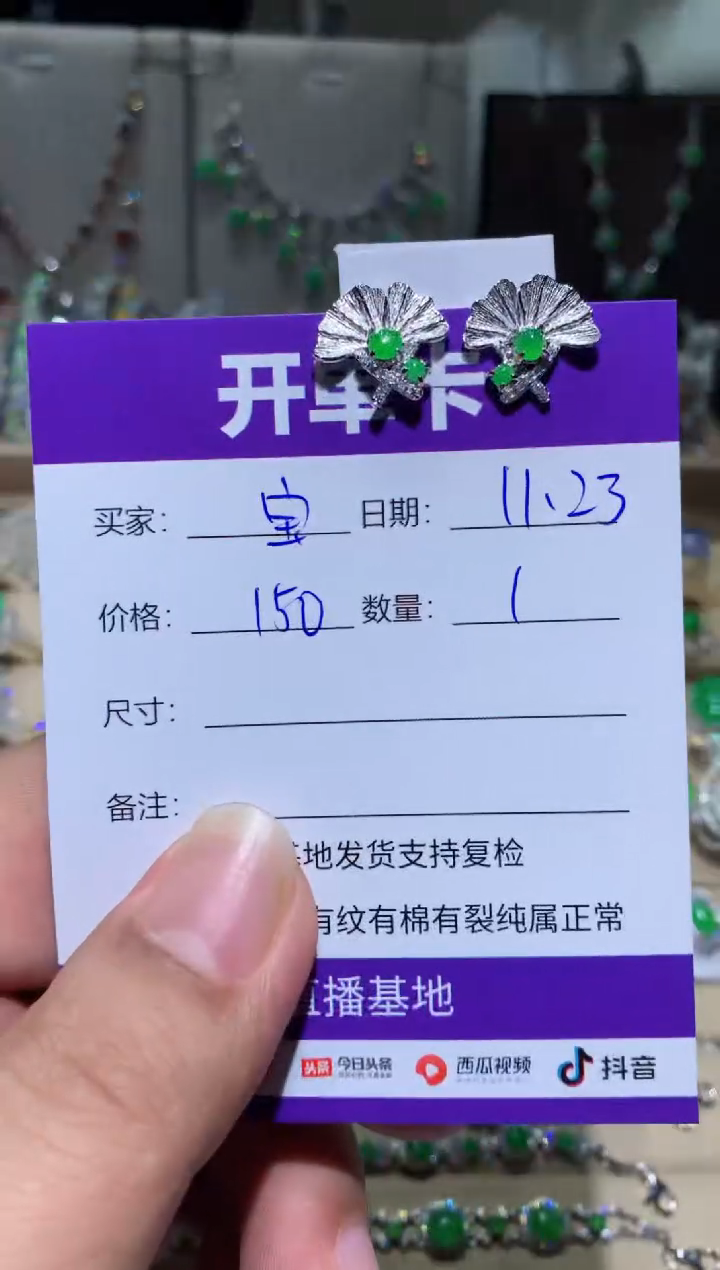 开单卡
买家： 宝 日期： 11、23
价格： 150 数量： 1
尺寸：
备注：
地发货支持复检
有纹有棉有裂纯属正常
直播基地
头条 今日头条 西瓜视频 抖音